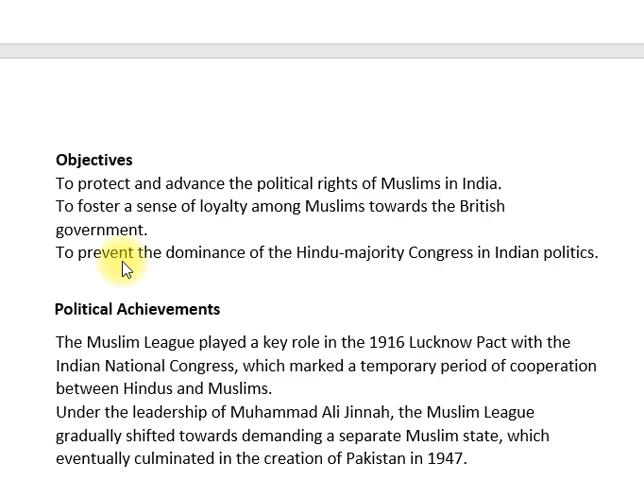 Objectives
To protect and advance the political rights of Muslims in India.
To foster a sense of loyalty among Muslims towards the British
government.
To prevent the dominance of the Hindu-majority Congress in Indian politics.
Political Achievements
The Muslim League played a key role in the 1916 Lucknow Pact with the
Indian National Congress, which marked a temporary period of cooperation
between Hindus and Muslims.
Under the leadership of Muhammad Ali Jinnah, the Muslim League
gradually shifted towards demanding a separate Muslim state, which
eventually culminated in the creation of Pakistan in 1947.